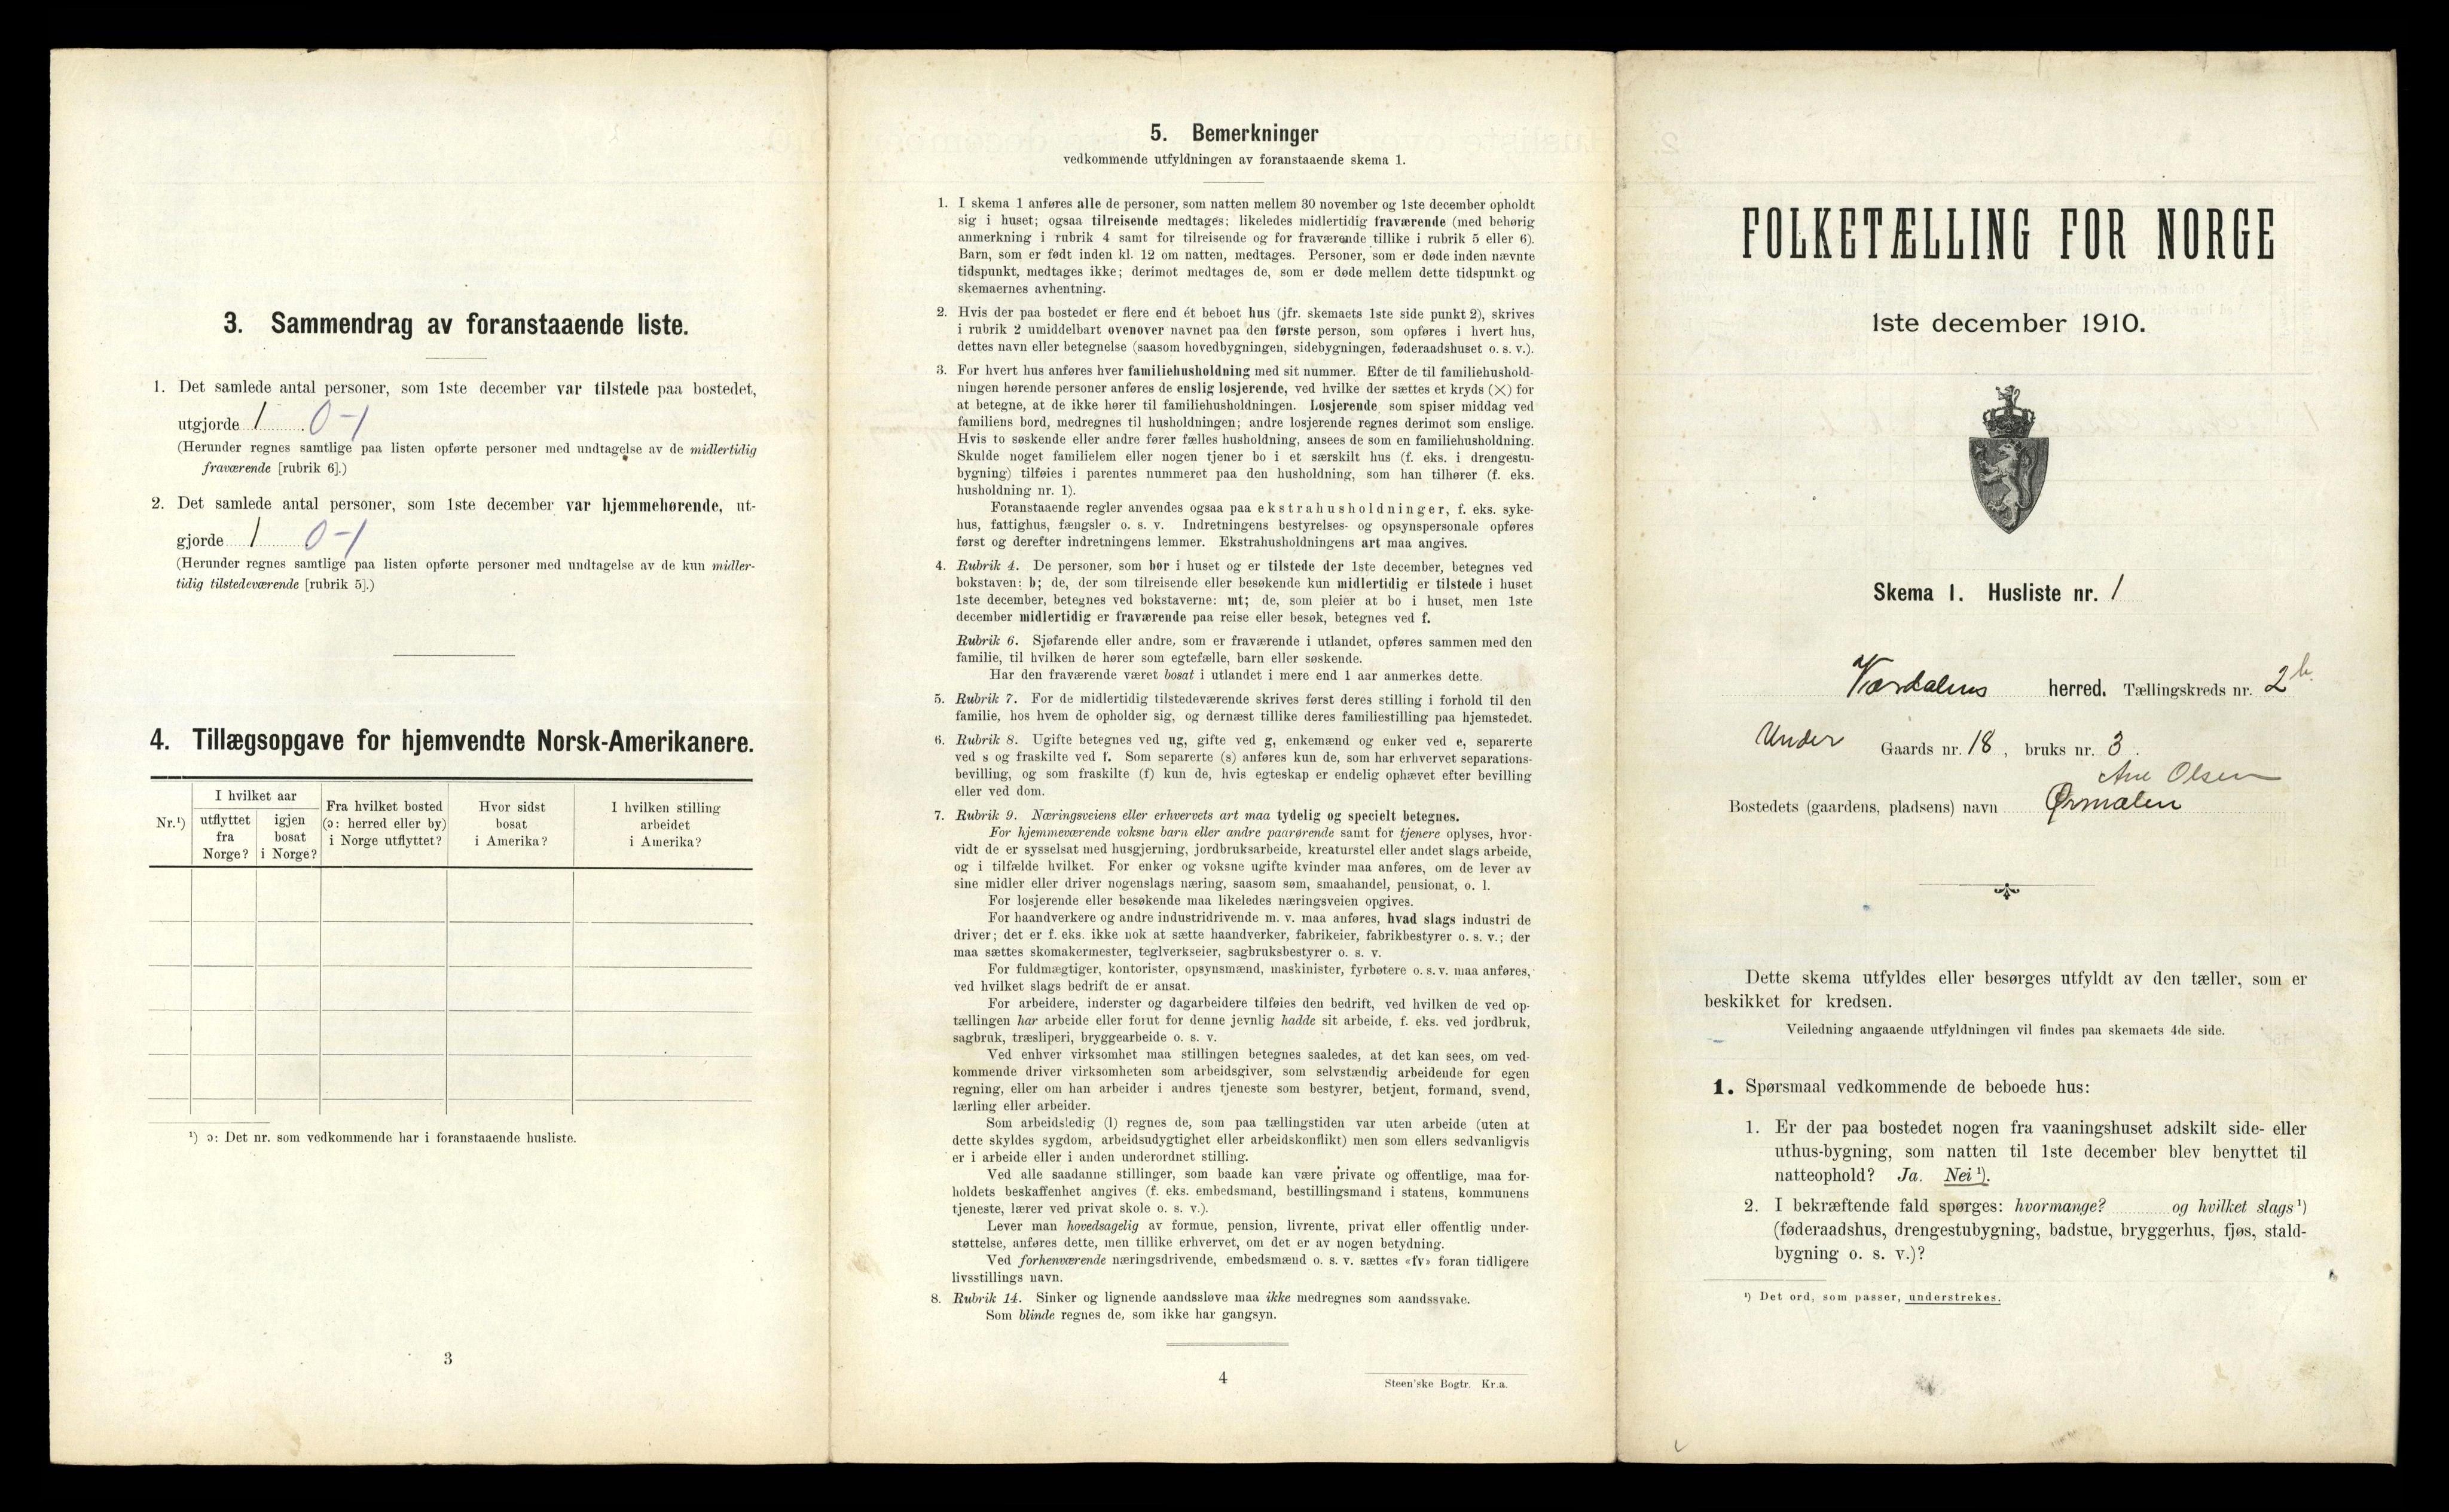 3. Sammendrag av foranstaaende liste.
1. Det samlede antal personer, som 1ste december var tilstede paa bostedet,
utgjorde 1 . 0-1
(Herunder regnes samtlige paa listen opførte personer med undtagelse av de midlertidig
fraværende [rubrik 6].)
2. Det samlede antal personer, som 1ste december var hjemmehørende, ut-
gjorde 1 0-1
(Herunder regnes samtlige paa listen opførte personer med undtagelse av de kun midler-
tidig tilstedeværende [rubrik 5].)
4. Tillægsopgave for hjemvendte Norsk-Amerikanere.
Nr.¹)
I hvilket aar
utflyttet
fra
Norge?
igjen
bosat
i Norge?
Fra hvilket bosted
(ɔ: herred eller by)
i Norge utflyttet?
Hvor sidst
bosat
i Amerika?
I hvilken stilling
arbeidet
i Amerika?
¹) ɔ: Det nr. som vedkommende har i foranstaaende husliste.
3
5. Bemerkninger
vedkommende utfyldningen av foranstaaende skema 1.
1. I skema 1 anføres alle de personer, som natten mellem 30 november og 1ste december opholdt
sig i huset; ogsaa tilreisende medtages; likeledes midlertidig fraværende (med behørig
anmerkning i rubrik 4 samt for tilreisende og for fraværende tillike i rubrik 5 eller 6).
Barn, som er født inden kl. 12 om natten, medtages. Personer, som er døde inden nævnte
tidspunkt, medtages ikke; derimot medtages de, som er døde mellem dette tidspunkt og
skemaernes avhentning.
2. Hvis der paa bostedet er flere end ét beboet hus (jfr. skemaets 1ste side punkt 2), skrives
i rubrik 2 umiddelbart ovenover navnet paa den første person, som opføres i hvert hus,
dettes navn eller betegnelse (saasom hovedbygningen, sidebygningen, føderaadshuset o. s. v.).
3. For hvert hus anføres hver familiehusholdning med sit nummer. Efter de til familiehushold-
ningen hørende personer anføres de enslig losjerende, ved hvilke der sættes et kryds (×) for
at betegne, at de ikke hører til familiehusholdningen. Losjerende som spiser middag ved
familiens bord, medregnes til husholdningen; andre losjerende regnes derimot som enslige.
Hvis to søskende eller andre fører fælles husholdning, ansees de som en familiehusholdning.
Skulde noget familielem eller nogen tjener bo i et særskilt hus (f. eks. i drengestu-
bygning) tilføies i parentes nummeret paa den husholdning, som han tilhører (f. eks.
husholdning nr. 1).
Foranstaaende regler anvendes ogsaa paa ekstrahusholdninger, f. eks. syke-
hus, fattighus, fængsler o. s. v. Indretningens bestyrelses- og opsynspersonale opføres
først og derefter indretningens lemmer. Ekstrahusholdningens art maa angives.
4. Rubrik 4. De personer, som bor i huset og er tilstede der 1ste december, betegnes ved
bokstaven: b; de, der som tilreisende eller besøkende kun midlertidig er tilstede i huset
1ste december, betegnes ved bokstaverne: mt; de, som pleier at bo i huset, men 1ste
december midlertidig er fraværende paa reise eller besøk, betegnes ved f.
Rubrik 6. Sjøfarende eller andre, som er fraværende i utlandet, opføres sammen med den
familie, til hvilken de hører som egtefælle, barn eller søskende.
Har den fraværende været bosat i utlandet i mere end 1 aar anmerkes dette.
5. Rubrik 7. For de midlertidig tilstedeværende skrives først deres stilling i forhold til den
familie, hos hvem de opholder sig, og dernæst tillike deres familiestilling paa hjemstedet.
6. Rubrik 8. Ugifte betegnes ved ug, gifte ved g, enkemænd og enker ved e, separerte
ved s og fraskilte ved f. Som separerte (s) anføres kun de, som har erhvervet separations-
bevilling, og som fraskilte (f) kun de, hvis egteskap er endelig ophævet efter bevilling
eller ved dom.
7. Rubrik 9. Næringsveiens eller erhvervets art maa tydelig og specielt betegnes.
For hjemmeværende voksne barn eller andre paarørende samt for tjenere oplyses, hvor-
vidt de er sysselsat med husgjerning, jordbruksarbeide, kreaturstel eller andet slags arbeide,
og i tilfælde hvilket. For enker og voksne ugifte kvinder maa anføres, om de lever av
sine midler eller driver nogenslags næring, saasom søm, smaahandel, pensionat, o. l.
For losjerende eller besøkende maa likeledes næringsveien opgives.
For haandverkere og andre industridrivende m. v. maa anføres, hvad slags industri de
driver; det er f. eks. ikke nok at sætte haandverker, fabrikeier, fabrikbestyrer o. s. v.; der
maa sættes skomakermester, teglverkseier, sagbruksbestyrer o. s. v.
For fuldmægtiger, kontorister, opsynsmænd, maskinister, fyrbøtere o. s. v. maa anføres,
ved hvilket slags bedrift de er ansat.
For arbeidere, inderster og dagarbeidere tilføies den bedrift, ved hvilken de ved op-
tællingen har arbeide eller forut for denne jevnlig hadde sit arbeide, f. eks. ved jordbruk,
sagbruk, træsliperi, bryggearbeide o. s. v.
Ved enhver virksomhet maa stillingen betegnes saaledes, at det kan sees, om ved-
kommende driver virksomheten som arbeidsgiver, som selvstændig arbeidende for egen
regning, eller om han arbeider i andres tjeneste som bestyrer, betjent, formand, svend,
lærling eller arbeider.
Som arbeidsledig (l) regnes de, som paa tællingstiden var uten arbeide (uten at
dette skyldes sygdom, arbeidsudygtighet eller arbeidskonflikt) men som ellers sedvanligvis
er i arbeide eller i anden underordnet stilling.
Ved alle saadanne stillinger, som baade kan være private og offentlige, maa for-
holdets beskaffenhet angives (f. eks. embedsmand, bestillingsmand i statens, kommunens
tjeneste, lærer ved privat skole o. s. v.).
Lever man hovedsagelig av formue, pension, livrente, privat eller offentlig under-
støttelse, anføres dette, men tillike erhvervet, om det er av nogen betydning.
Ved forhenværende næringsdrivende, embedsmænd o. s. v. sættes «fv» foran tidligere
livsstillings navn.
8. Rubrik 14. Sinker og lignende aandssløve maa ikke medregnes som aandssvake.
Som blinde regnes de, som ikke har gangsyn.
4
Steen'ske Bogtr. Kr.a.
FOLKETÆLLING FOR NORGE
1ste december 1910.
Skema 1. Husliste nr. 1
Værdalens herred. Tællingskreds nr. 2 b.
Under Gaards nr. 18, bruks nr. 3.
Ane Olsen
Bostedets (gaardens, pladsens) navn Ørmælen
Dette skema utfyldes eller besørges utfyldt av den tæller, som er
beskikket for kredsen.
Veiledning angaaende utfyldningen vil findes paa skemaets 4de side.
1. Spørsmaal vedkommende de beboede hus:
1. Er der paa bostedet nogen fra vaaningshuset adskilt side- eller
uthus-bygning, som natten til 1ste december blev benyttet til
natteophold? Ja. Nei ¹).
2. I bekræftende fald spørges: hvormange? og hvilket slags ¹)
(føderaadshus, drengestubygning, badstue, bryggerhus, fjøs, stald-
bygning o. s. v.)?
¹) Det ord, som passer, understrekes.